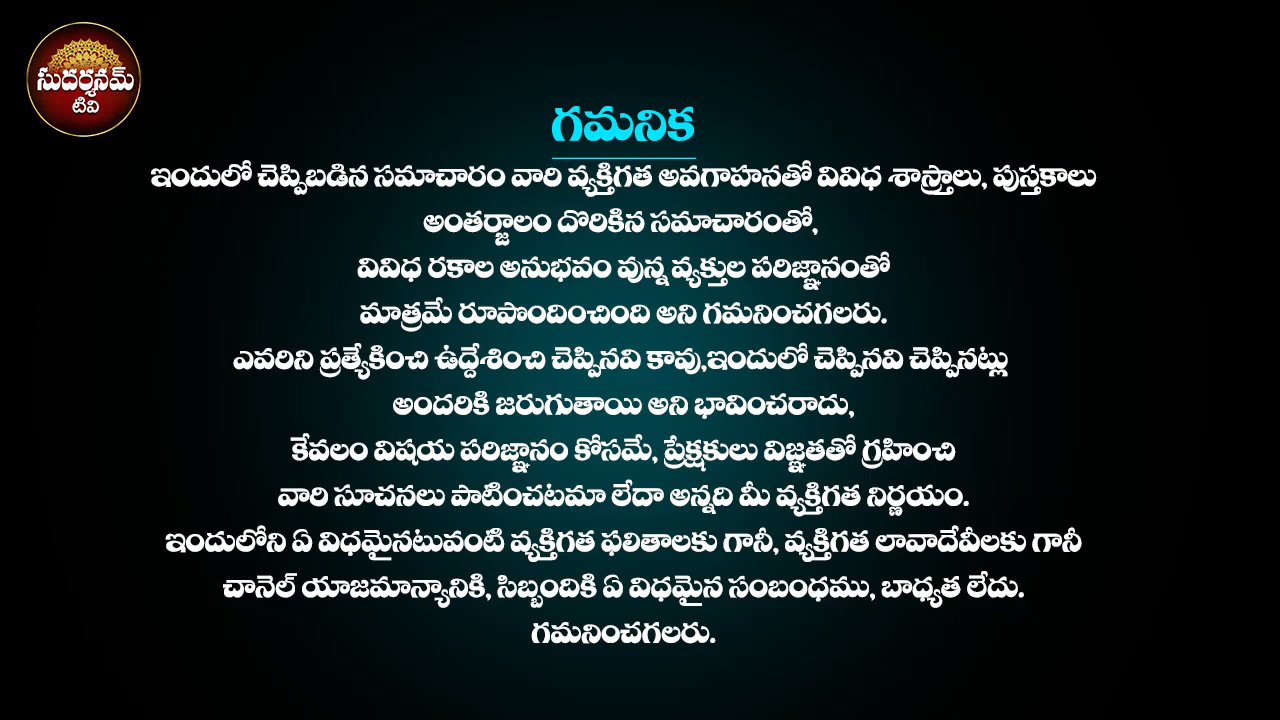 సుదర్శనమ్
టివి
గమనిక
ఇందులో చెప్పిబడిన సమాచారం వారి వ్యక్తిగత అవగాహనతో వివిధ శాస్త్రాలు, పుస్తకాలు
అంతర్జాలం దొరికిన సమాచారంతో,
వివిధ రకాల అనుభవం వున్న వ్యక్తుల పరిజ్ఞానంతో
మాత్రమే రూపొందించింది అని గమనించగలరు.
ఎవరిని ప్రత్యేకించి ఉద్దేశించి చెప్పినవి కావు,ఇందులో చెప్పినవి చెప్పినట్లు
అందరికి జరుగుతాయి అని భావించరాదు,
కేవలం విషయ పరిజ్ఞానం కోసమే, ప్రేక్షకులు విజ్ఞతతో గ్రహించి
వారి సూచనలు పాటించటమా లేదా అన్నది మీ వ్యక్తిగత నిర్ణయం.
ఇందులోని ఏ విధమైనటువంటి వ్యక్తిగత ఫలితాలకు గానీ, వ్యక్తిగత లావాదేవీలకు గానీ
చానెల్ యాజమాన్యానికి, సిబ్బందికి ఏ విధమైన సంబంధము, బాధ్యత లేదు.
గమనించగలరు.